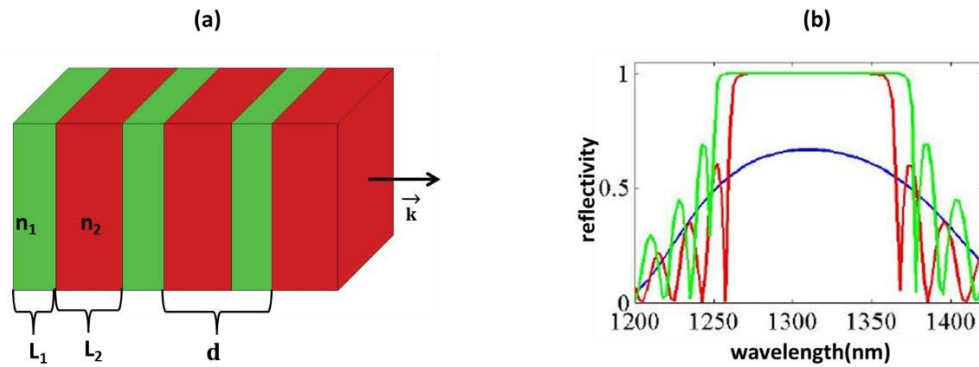 (a)
n₁
n₂
k
L₁
L₂
d
(b)
reflectivity
1
0.5
0
1200
1250
1300
1350
1400
wavelength(nm)